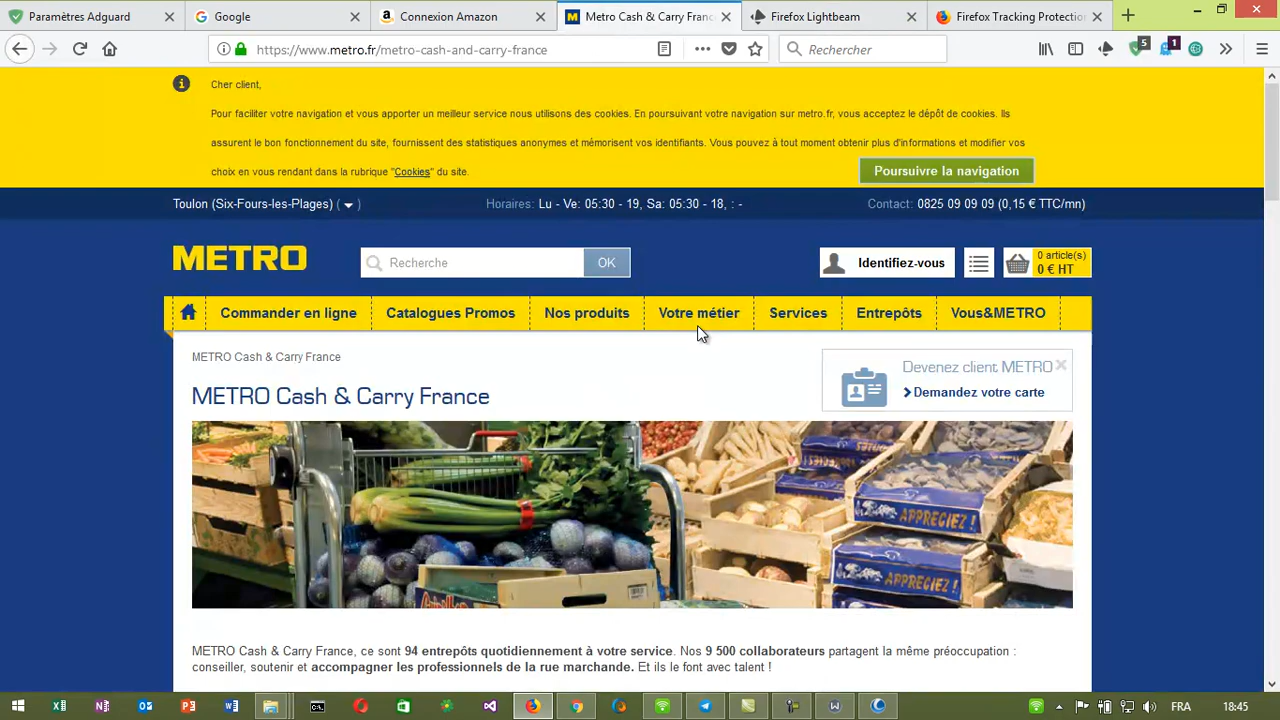 Paramètres Adguard
Google
Connexion Amazon
Metro Cash & Carry Franc
Firefox Lightbeam
Firefox Tracking Protectio
https://www.metro.fr/metro-cash-and-carry-france
Rechercher
5
1
Cher client,
Pour faciliter votre navigation et vous apporter un meilleur service nous utilisons des cookies. En poursuivant votre navigation sur metro.fr, vous acceptez le dépôt de cookies. Ils
assurent le bon fonctionnement du site, fournissent des statistiques anonymes et mémorisent vos identifiants. Vous pouvez à tout moment obtenir plus d'informations et modifier vos
choix en vous rendant dans la rubrique "Cookies" du site.
Poursuivre la navigation
Toulon (Six-Fours-les-Plages) ( )
Horaires: Lu - Ve: 05:30 - 19, Sa: 05:30 - 18, : -
Contact: 0825 09 09 09 (0,15 € TTC/mn)
METRO
Recherche
OK
Identifiez-vous
0 article(s)
0 € HT
Commander en ligne
Catalogues Promos
Nos produits
Votre métier
Services
Entrepôts
Vous&METRO
METRO Cash & Carry France
Devenez client METRO
Demandez votre carte
METRO Cash & Carry France
APPRECIEZ !
APPRECIEZ !
METRO Cash & Carry France, ce sont 94 entrepôts quotidiennement à votre service. Nos 9 500 collaborateurs partagent la même préoccupation :
conseiller, soutenir et accompagner les professionnels de la rue marchande. Et ils le font avec talent !
FRA
18:45